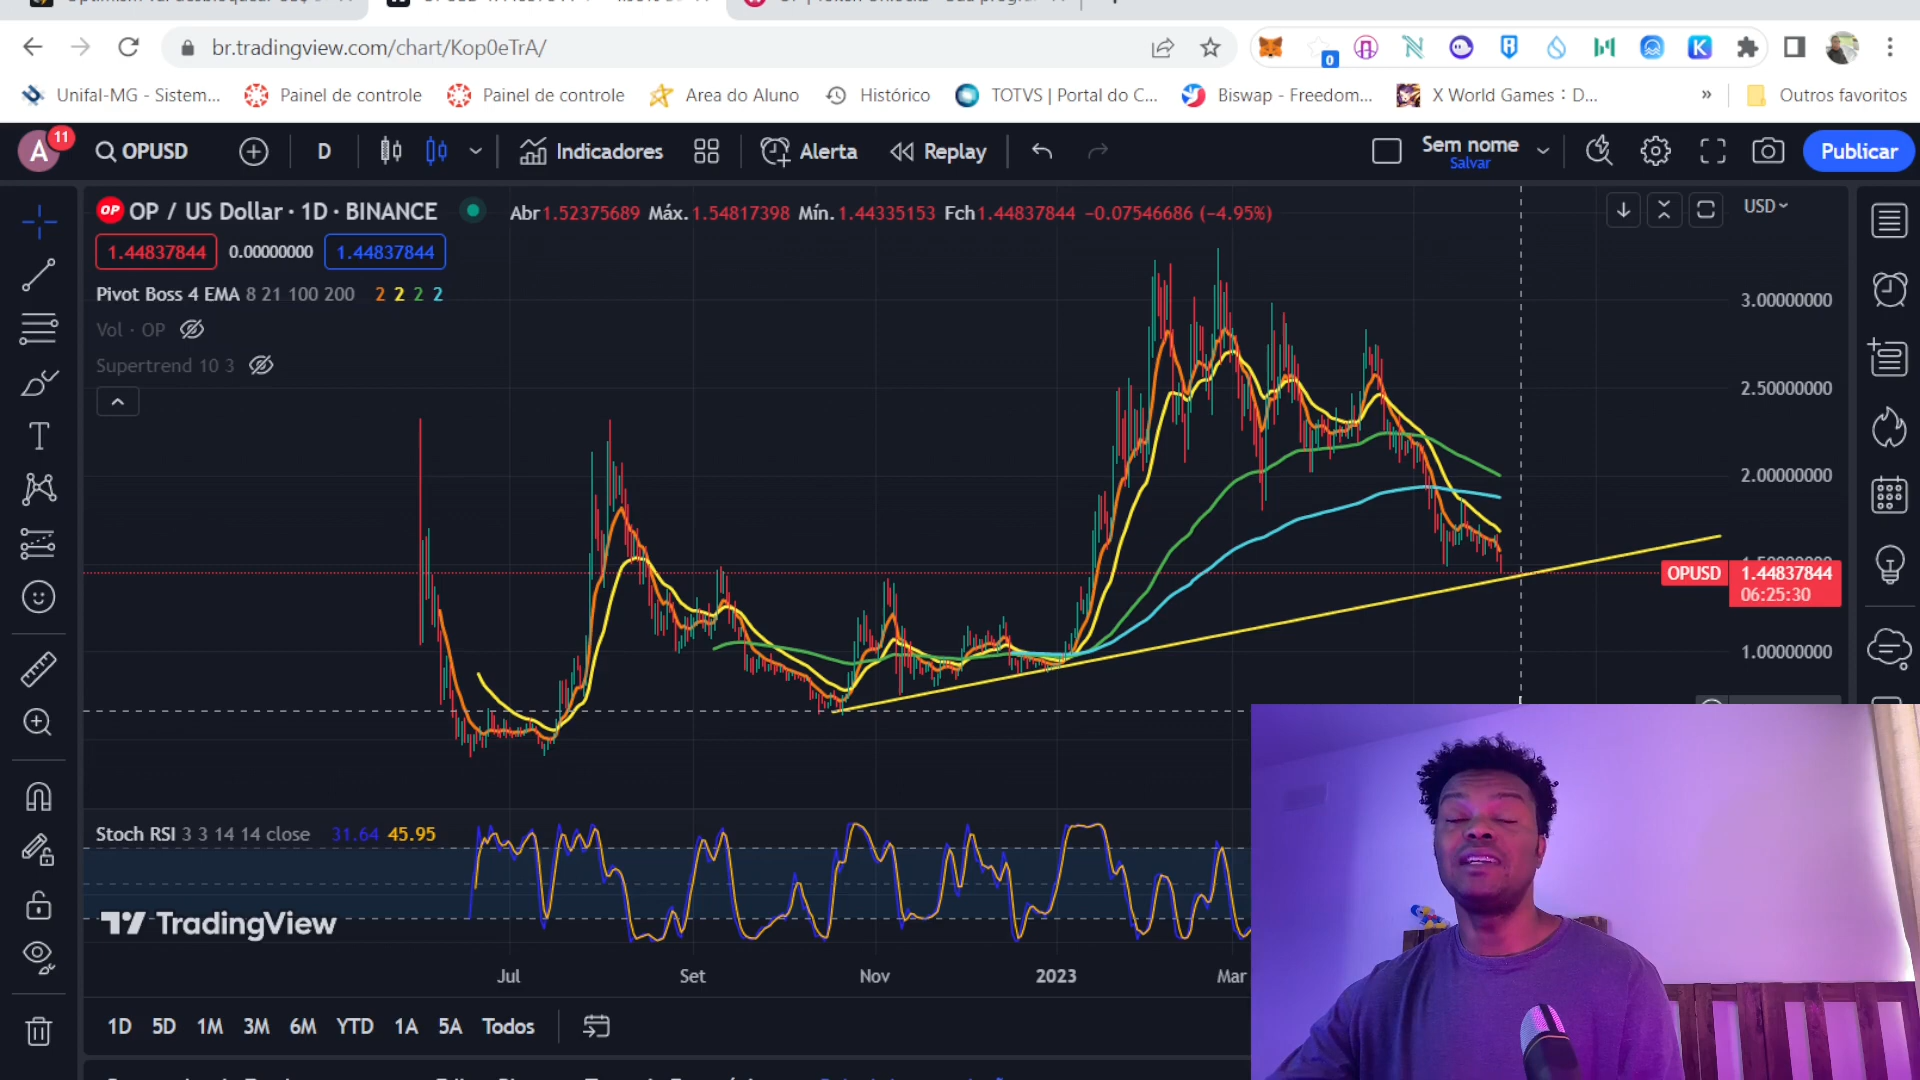 br.tradingview.com/chart/Kop0eTrA/
0
Unifal-MG - Sistem... Painel de controle Painel de controle Area do Aluno Histórico TOTVS | Portal do C... Biswap - Freedom... X World Games : D... » Outros favoritos
A 11 OPUSD D Indicadores Alerta Replay Sem nome Salvar Publicar
OP OP / US Dollar · 1D · BINANCE Abr1.52375689 Máx.1.54817398 Mín.1.44335153 Fch1.44837844 −0.07546686 (−4.95%) USD
1.44837844 0.00000000 1.44837844
Pivot Boss 4 EMA 8 21 100 200 2 2 2 2
Vol · OP
Supertrend 10 3
3.00000000
2.50000000
2.00000000
OPUSD 1.44837844
06:25:30
1.00000000
Stoch RSI 3 3 14 14 close 31.64 45.95
TradingView
Jul Set Nov 2023 Mar
1D 5D 1M 3M 6M YTD 1A 5A Todos